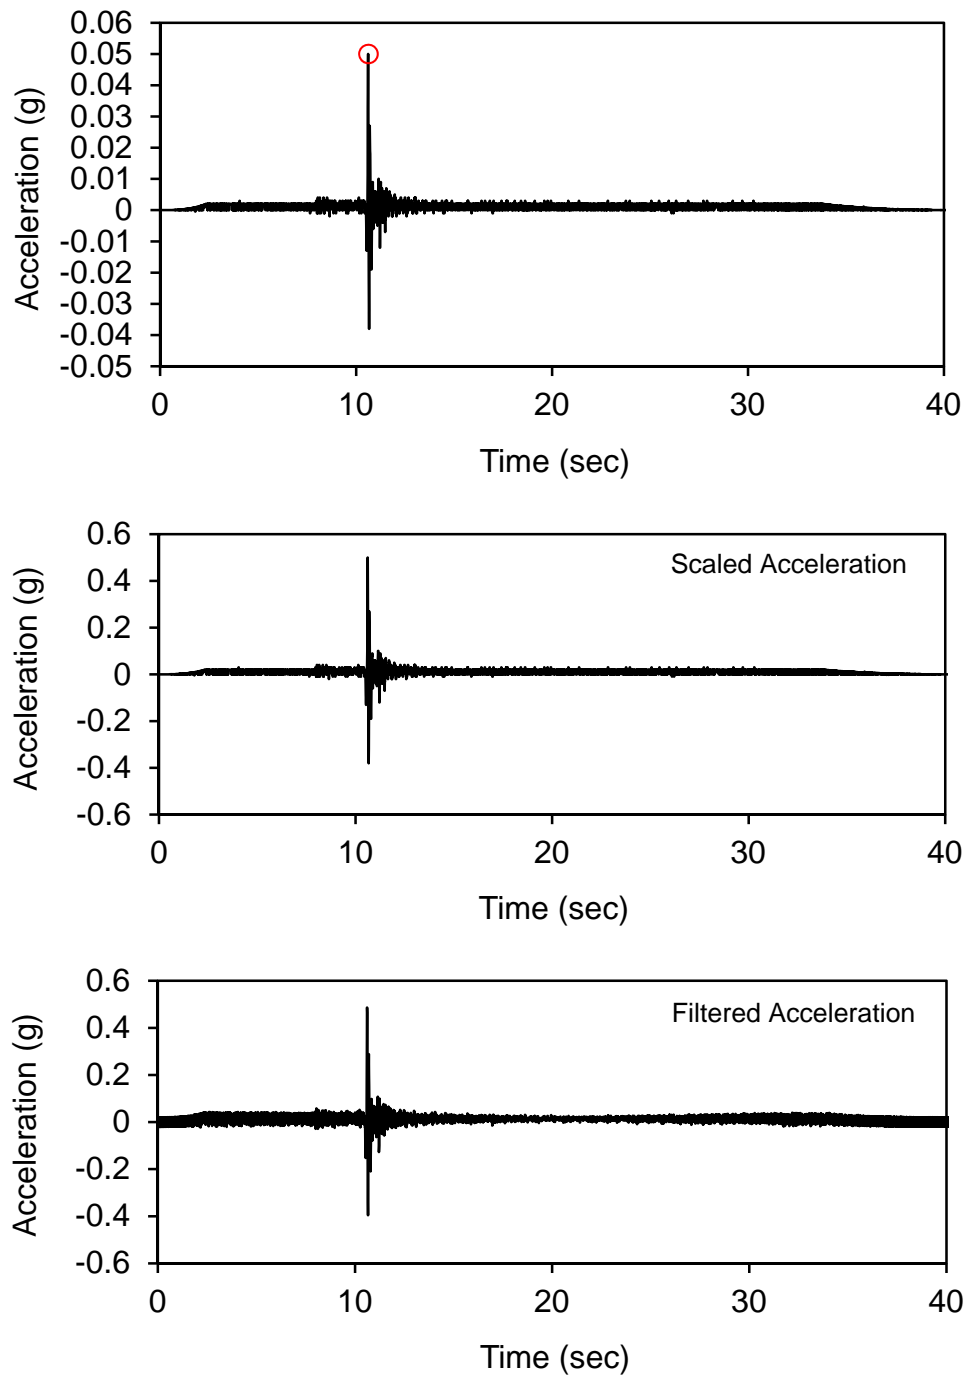 0.06
0.05
0.04
0.03
0.02
0.01
0
-0.01
-0.02
-0.03
-0.04
-0.05
Acceleration (g)
0 10 20 30 40
Time (sec)
0.6
0.4
0.2
0
-0.2
-0.4
-0.6
Acceleration (g)
Scaled Acceleration
0 10 20 30 40
Time (sec)
0.6
0.4
0.2
0
-0.2
-0.4
-0.6
Acceleration (g)
Filtered Acceleration
0 10 20 30 40
Time (sec)